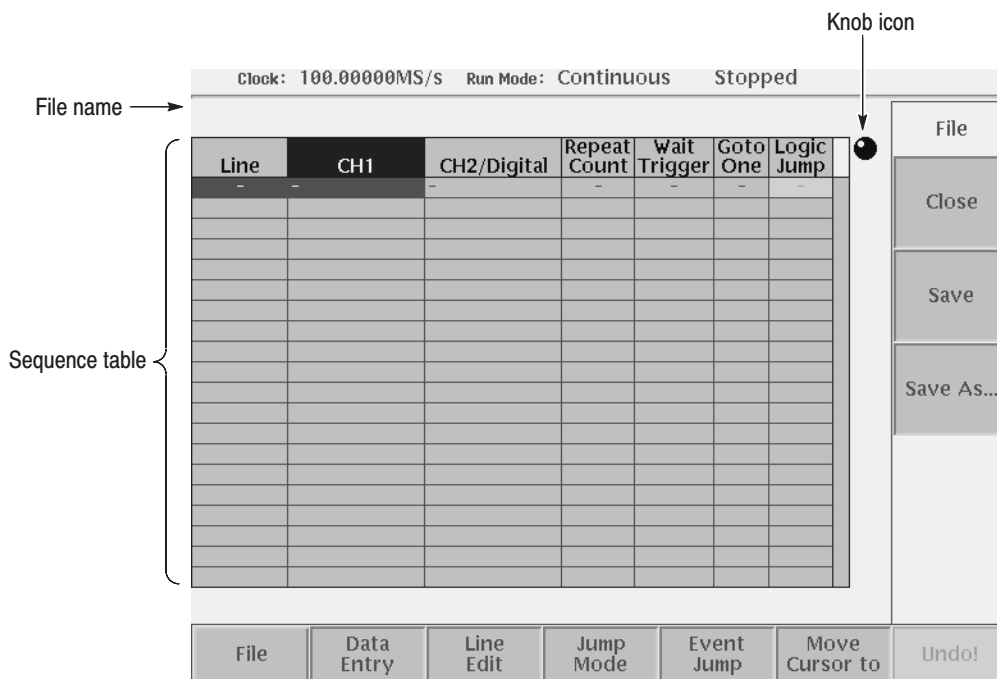 Knob icon
Clock: 100.00000MS/s Run Mode: Continuous Stopped
File name
File
Line CH1 CH2/Digital Repeat Count Wait Trigger Goto One Logic Jump
- - - - - - -
Close
Save
Sequence table
Save As...
File Data Entry Line Edit Jump Mode Event Jump Move Cursor to Undo!